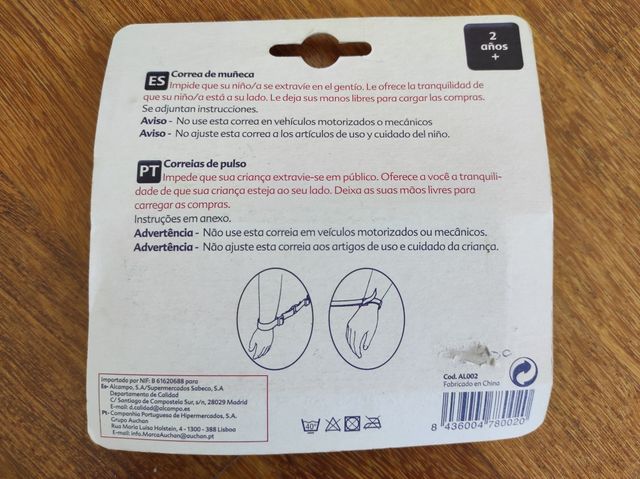 2
años
+
ES
Correa de muñeca
Impide que su niño/a se extravíe en el gentío. Le ofrece la tranquilidad de
que su niño/a está a su lado. Le deja sus manos libres para cargar las compras.
Se adjuntan instrucciones.
Aviso - No use esta correa en vehículos motorizados o mecánicos
Aviso - No ajuste esta correa a los artículos de uso y cuidado del niño.
PT
Correias de pulso
Impede que sua criança extravie-se em público. Oferece a você a tranquili-
dade de que sua criança esteja ao seu lado. Deixa as suas mãos livres para
carregar as compras.
Instruções em anexo.
Advertência - Não use esta correia em veículos motorizados ou mecânicos.
Advertência - Não ajuste esta correia aos artigos de uso e cuidado da criança.
Importado por NIF: B 61620688 para
Es- Alcampo, S.A/Supermercados Sabeco, S.A
Departamento de Calidad
C/ Santiago de Compostela Sur, s/n, 28029 Madrid
E-mail: d.calidad@alcampo.es
Pt - Companhia Portuguesa de Hipermercados, S.A.
Grupo Auchan
Rua Maria Luisa Holstein, 4 - 1300 - 388 Lisboa
E-mail: info.MarcaAuchan@auchan.pt
40°
Cod. AL002
Fabricado en China
8 436004 780020